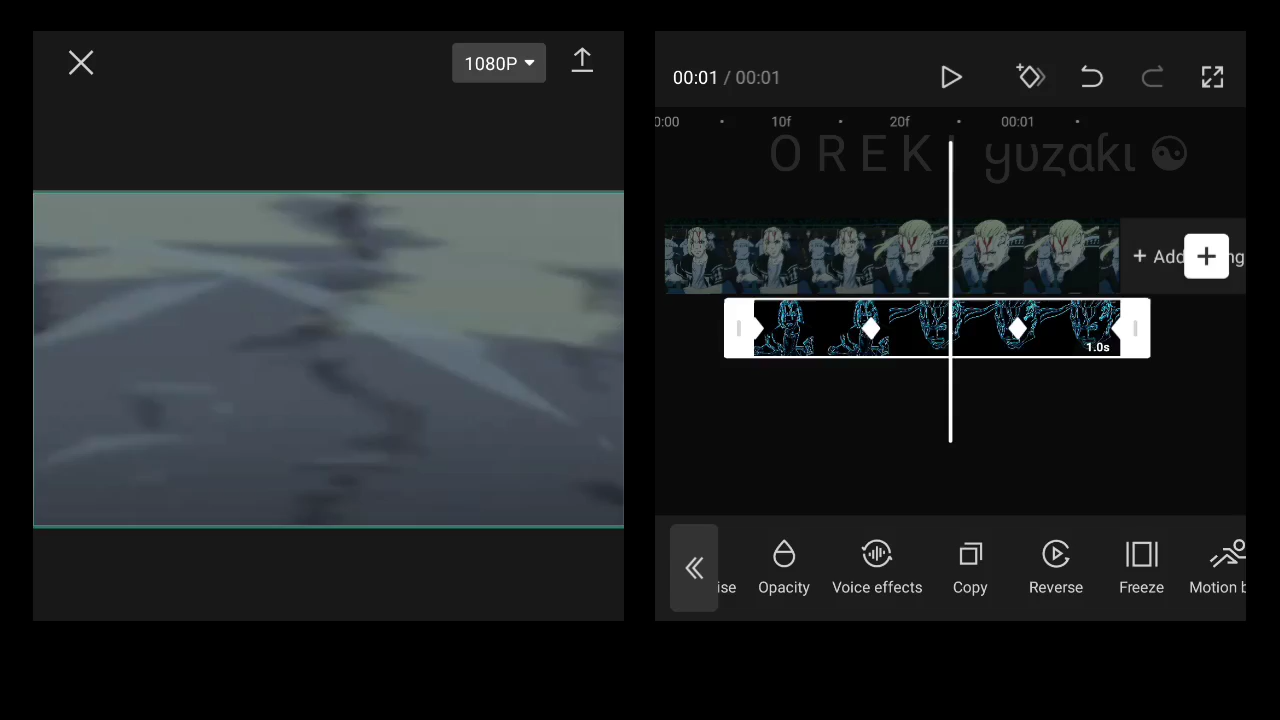 1080P
00:01 / 00:01
0:00 10f 20f 00:01
O R E K I yuzakı
+ Add ng
1.0s
ise Opacity Voice effects Copy Reverse Freeze Motion b